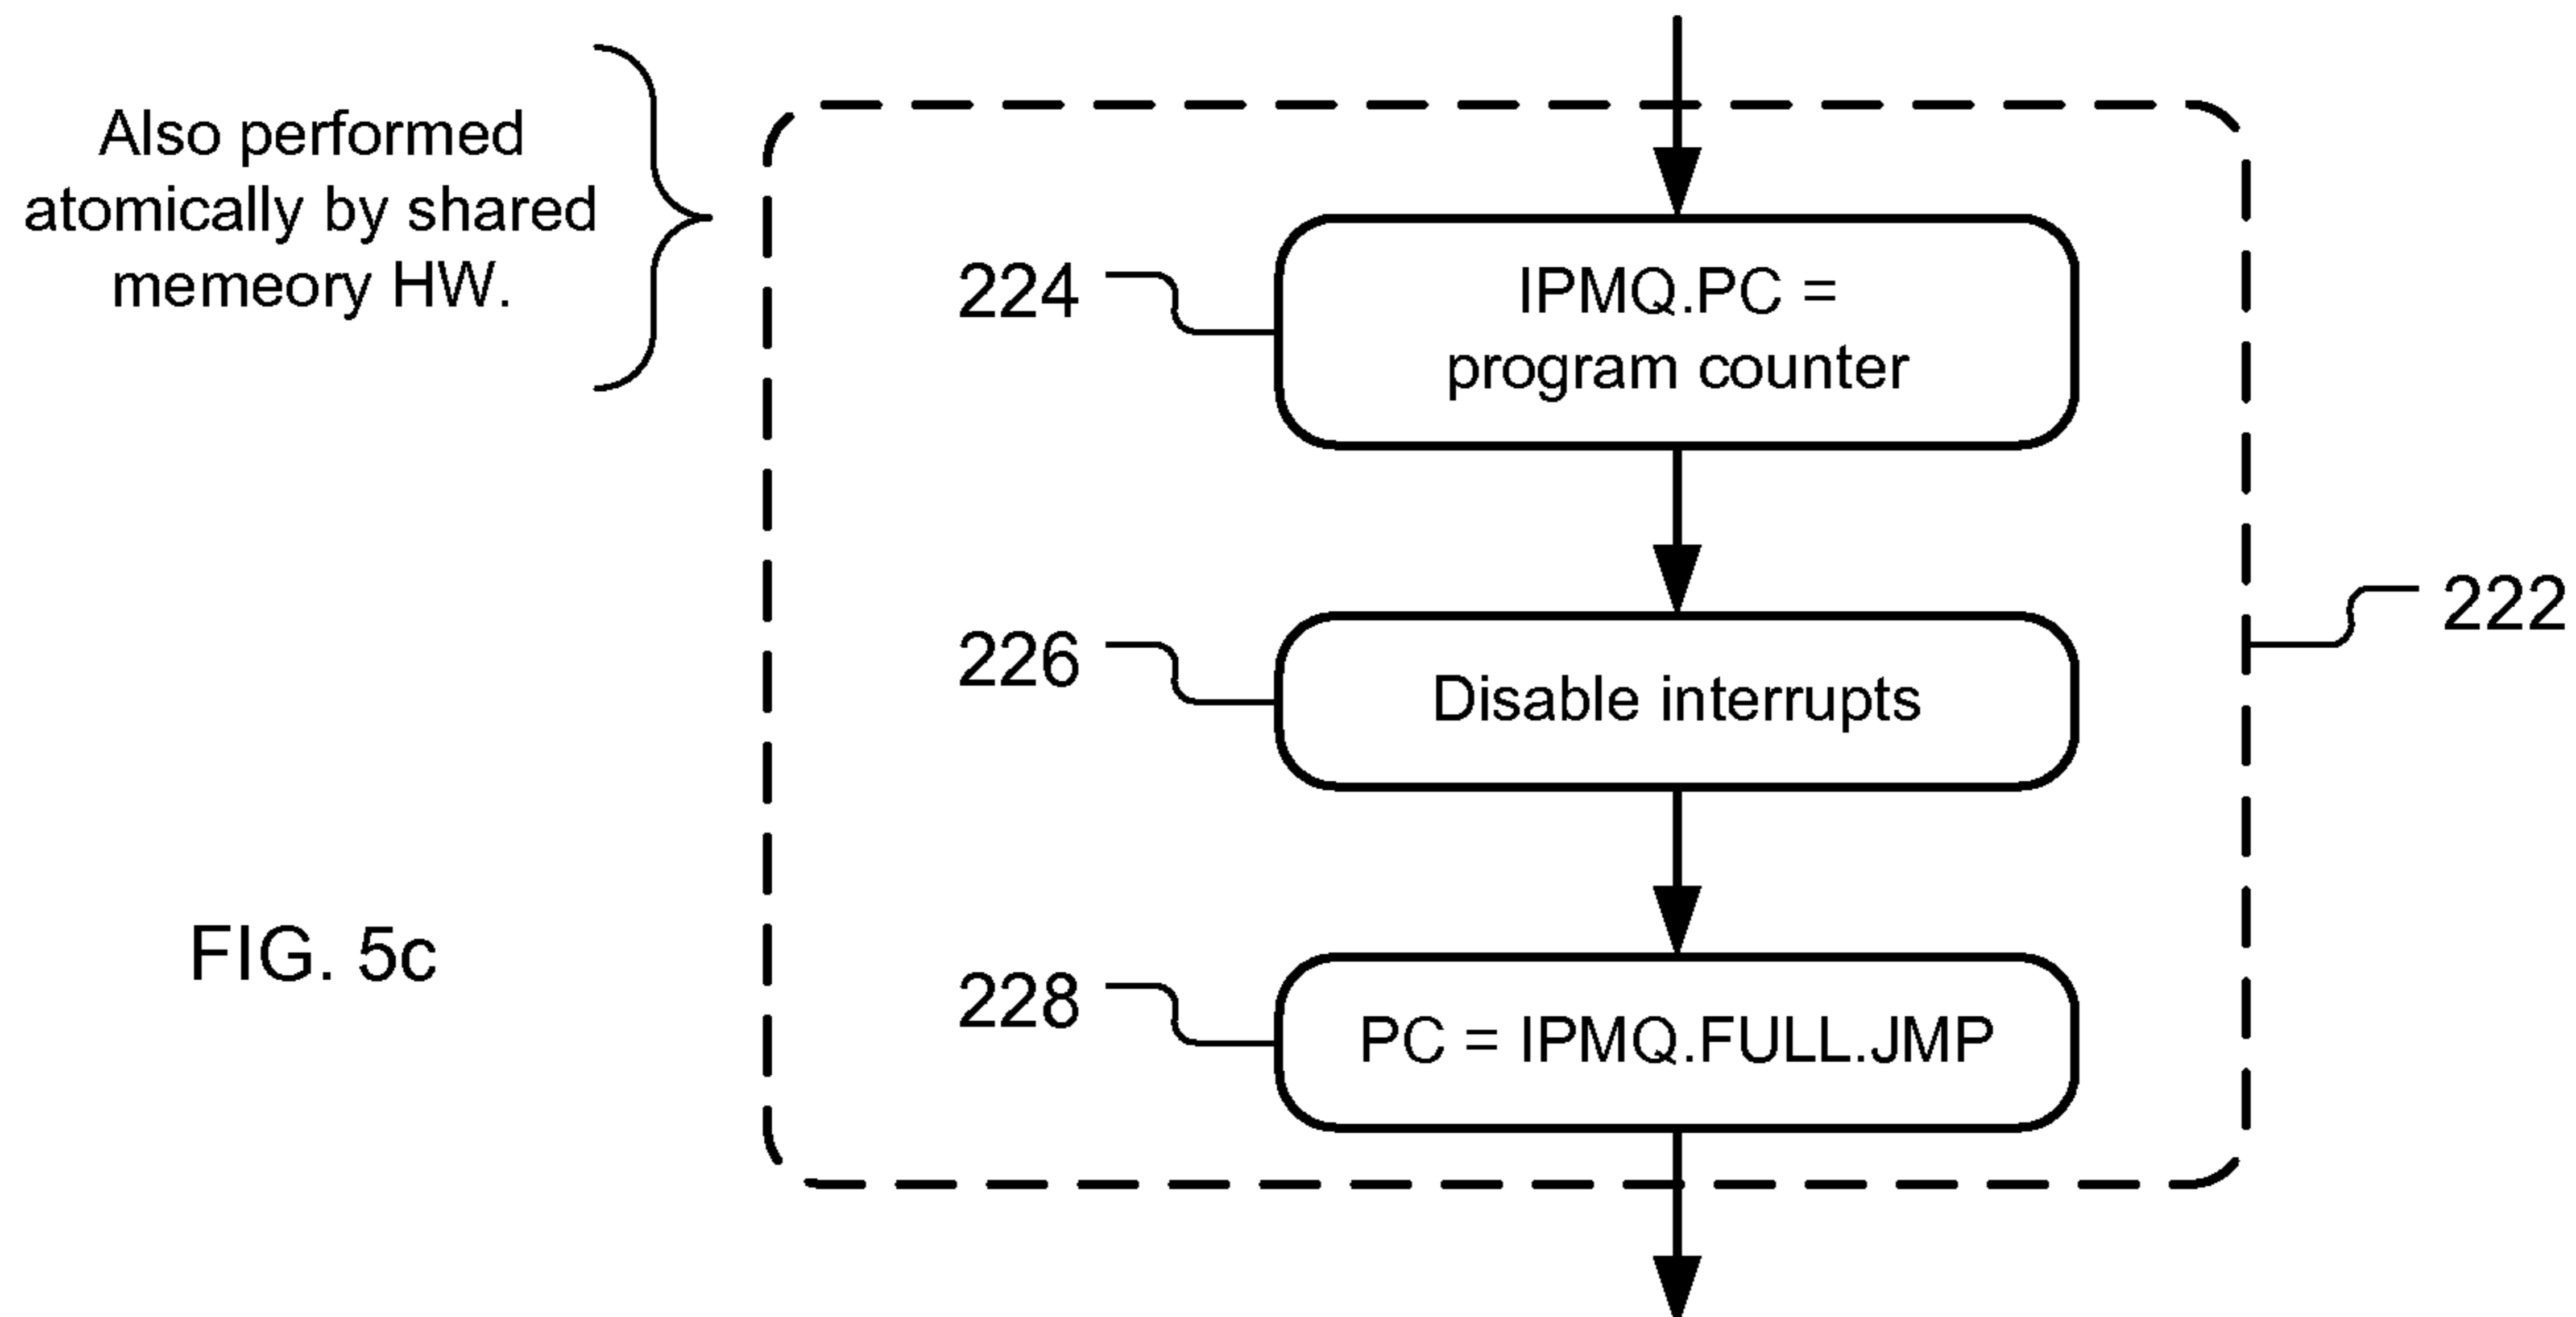 Also performed
atomically by shared
memeory HW.
224
IPMQ.PC =
program counter
226
Disable interrupts
222
228
PC = IPMQ.FULL.JMP
FIG. 5c